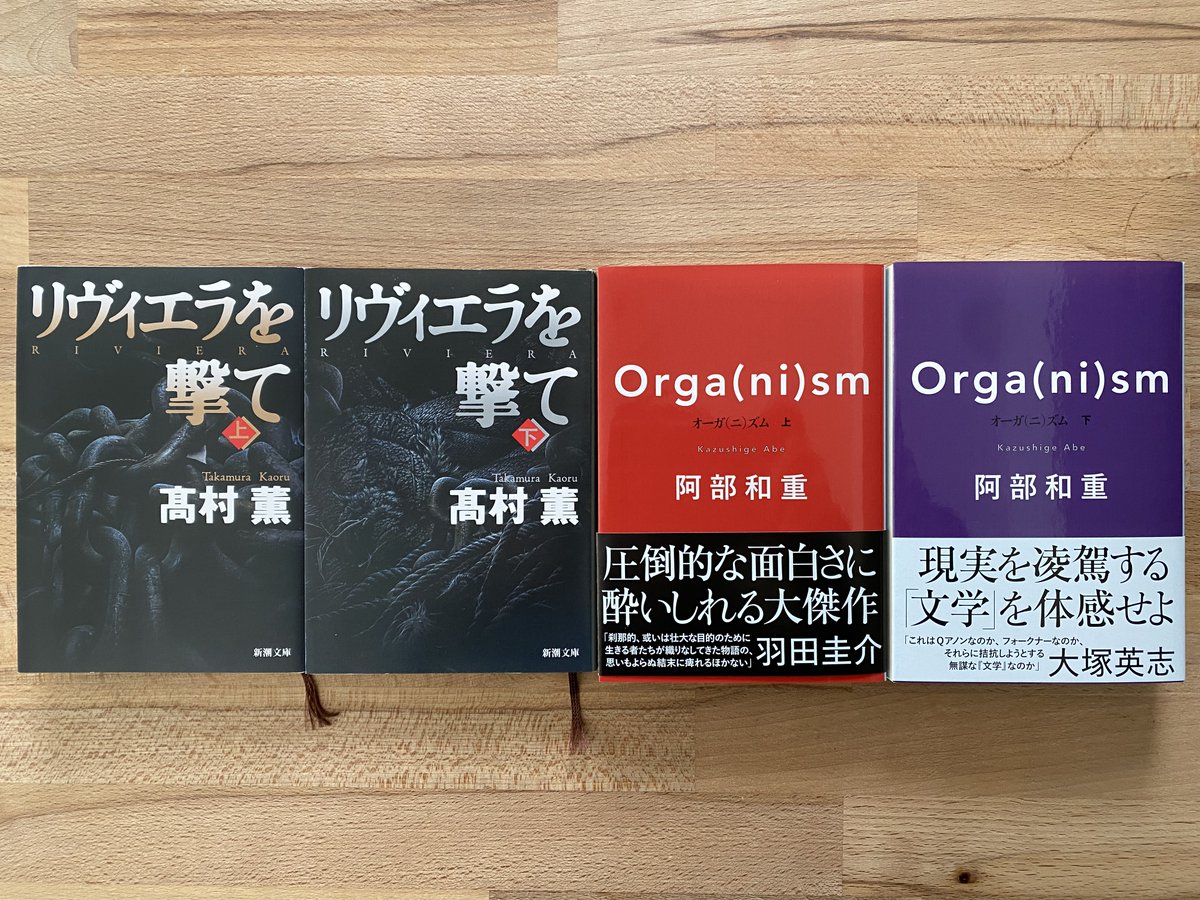 リヴィエラを
RIVIERA
撃て
上
Takamura Kaoru
髙村 薫
新潮文庫
リヴィエラを
RIVIERA
撃て
下
Takamura Kaoru
髙村 薫
新潮文庫
Orga(ni)sm
オーガ(ニ)ズム 上
Kazushige Abe
阿部和重
圧倒的な面白さに
酔いしれる大傑作
「刹那的、或いは壮大な目的のために
生きる者たちが織りなしてきた物語の、
思いもよらぬ結末に痺れるほかない」
羽田圭介
Orga(ni)sm
オーガ(ニ)ズム 下
Kazushige Abe
阿部和重
現実を凌駕する
「文学」を体感せよ
「これはQアノンなのか、フォークナーなのか、
それらに拮抗しようとする
無謀な『文学』なのか」
大塚英志